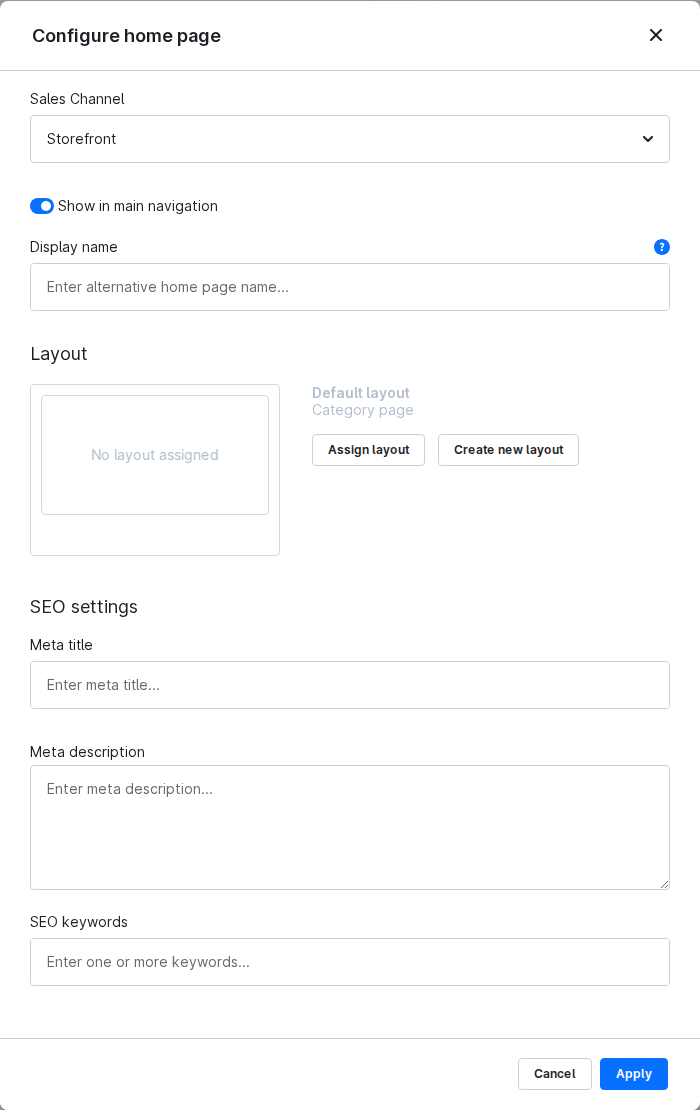 Configure home page
Sales Channel
Storefront
Show in main navigation
Display name
?
Enter alternative home page name...
Layout
No layout assigned
Default layout
Category page
Assign layout
Create new layout
SEO settings
Meta title
Enter meta title...
Meta description
Enter meta description...
SEO keywords
Enter one or more keywords...
Cancel
Apply